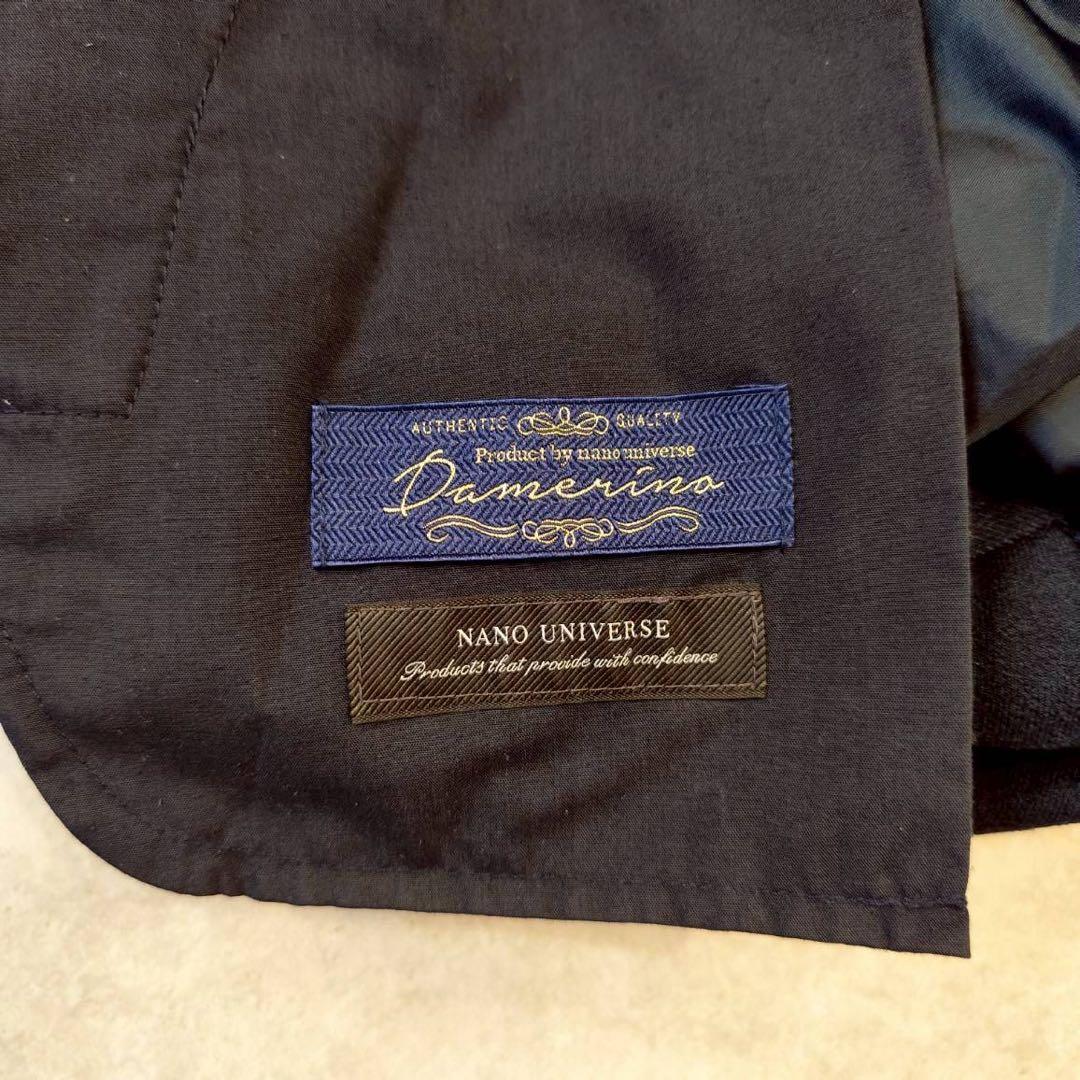 AUTHENTIC QUALITY
Product by nano universe
Damerino
NANO UNIVERSE
Products that provide with confidence